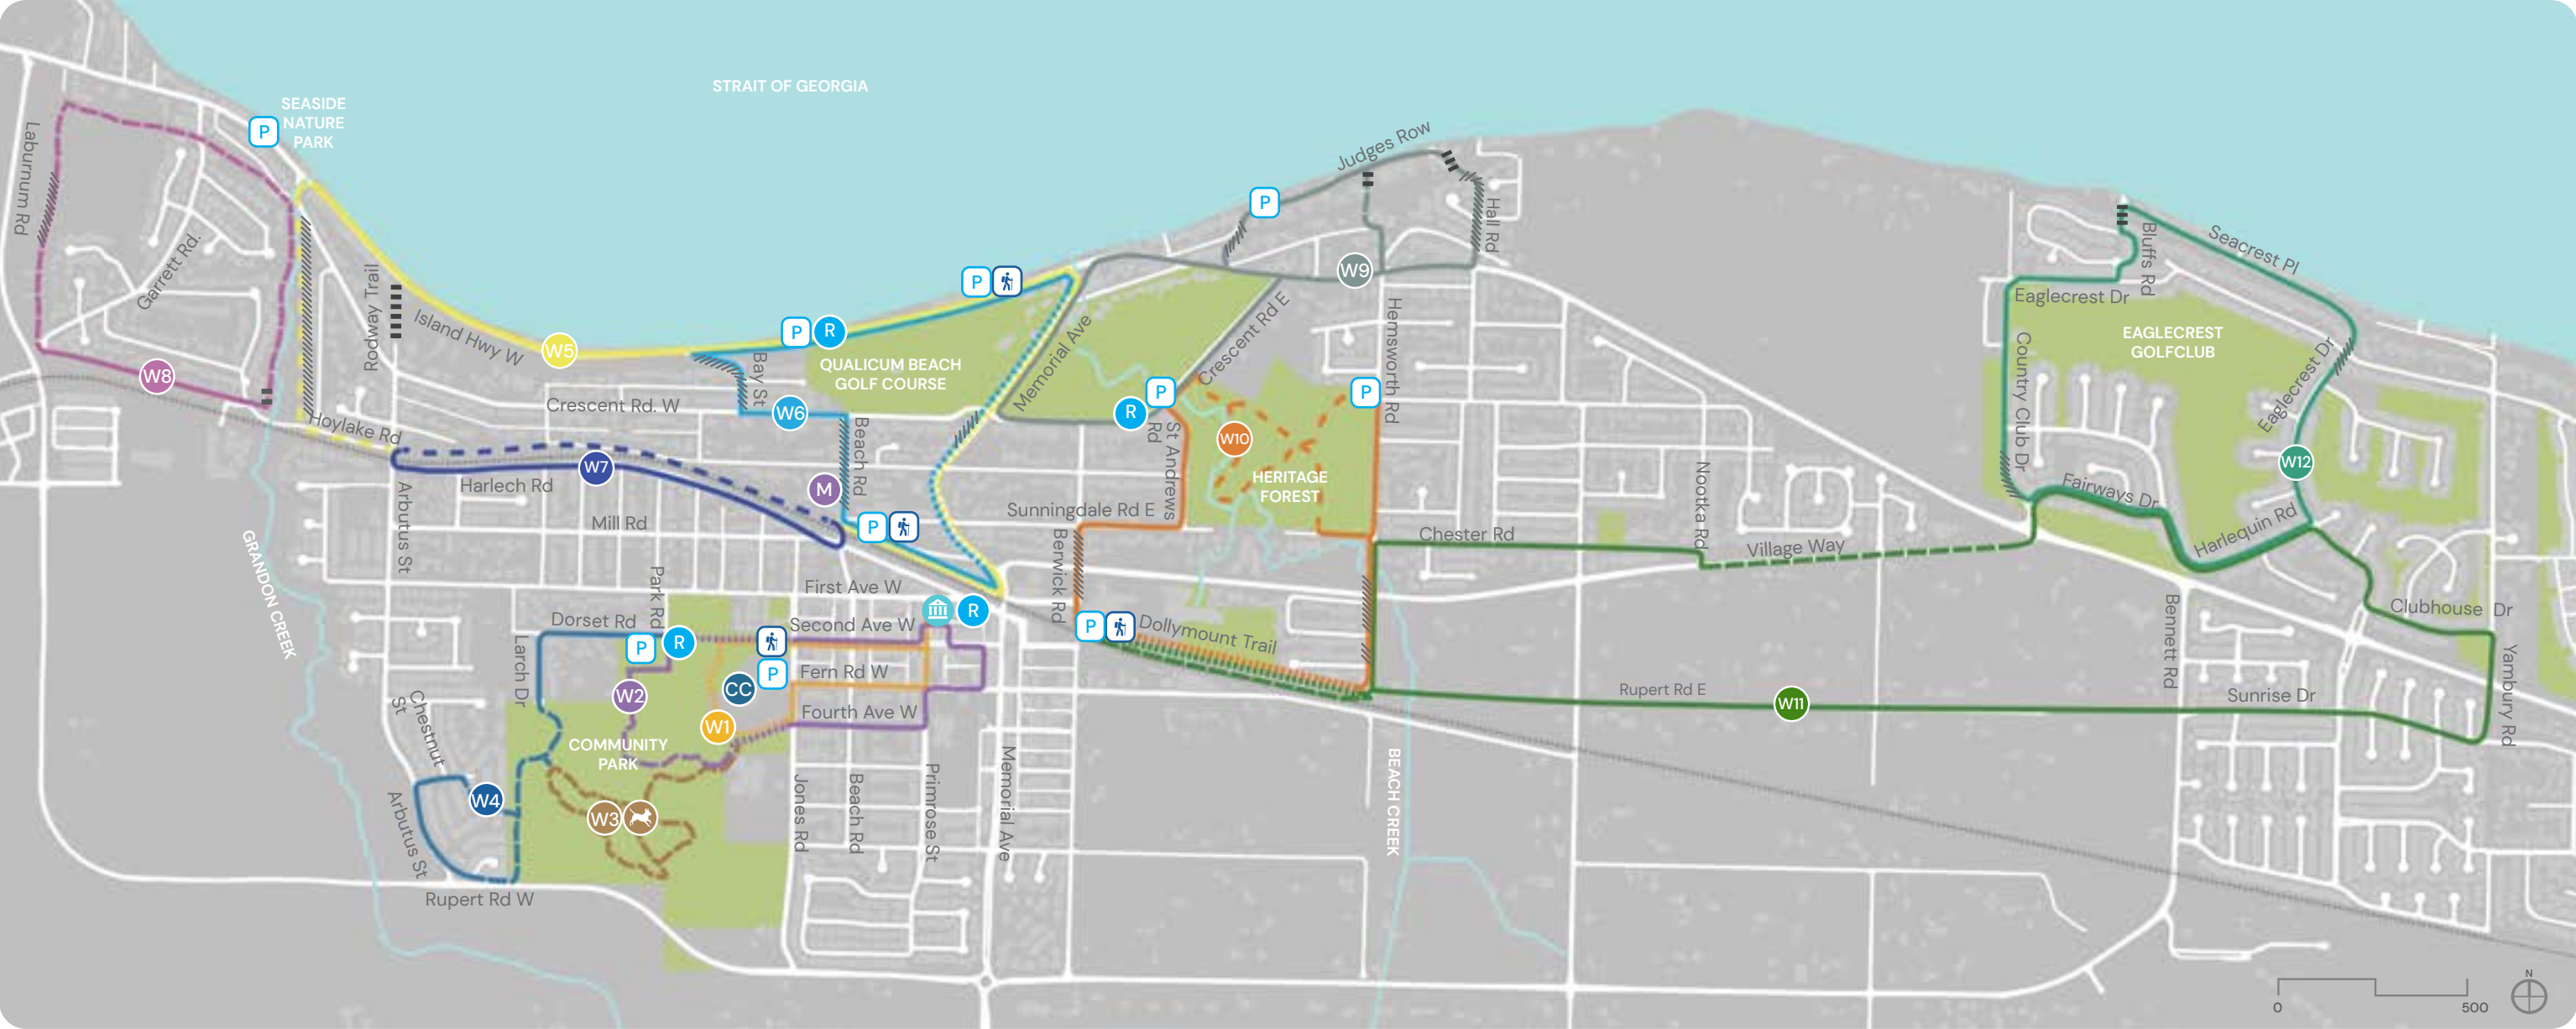 STRAIT OF GEORGIA
SEASIDE
NATURE
PARK
P
Laburnum Rd
Garrett Rd.
W8
Rodway Trail
Island Hwy W
W5
Hoylake Rd
Crescent Rd. W
Bay St
W6
P
R
P
QUALICUM BEACH
GOLF COURSE
Memorial Ave
Beach Rd
M
P
W7
Harlech Rd
Mill Rd
Arbutus St
GRANDON CREEK
First Ave W
Park Rd
Dorset Rd
P
R
Larch Dr
W2
Second Ave W
R
P
Fern Rd W
CC
W1
Fourth Ave W
COMMUNITY
PARK
Chestnut
St
W4
W3
Arbutus St
Rupert Rd W
Jones Rd
Beach Rd
Primrose St
Memorial Ave
Judges Row
P
Hall Rd
W9
Hemsworth Rd
Crescent Rd E
P
R
P
St Andrews
Rd
W10
HERITAGE
FOREST
Sunningdale Rd E
Berwick Rd
P
Dollymount Trail
Chester Rd
Nootka Rd
Village Way
Rupert Rd E
W11
BEACH CREEK
Bluffs Rd
Seacrest Pl
Eaglecrest Dr
EAGLECREST
GOLFCLUB
Country Club Dr
Eaglecrest Dr
W12
Fairways Dr
Harlequin Rd
Clubhouse Dr
Bennett Rd
Sunrise Dr
Yambury Rd
N
0
500